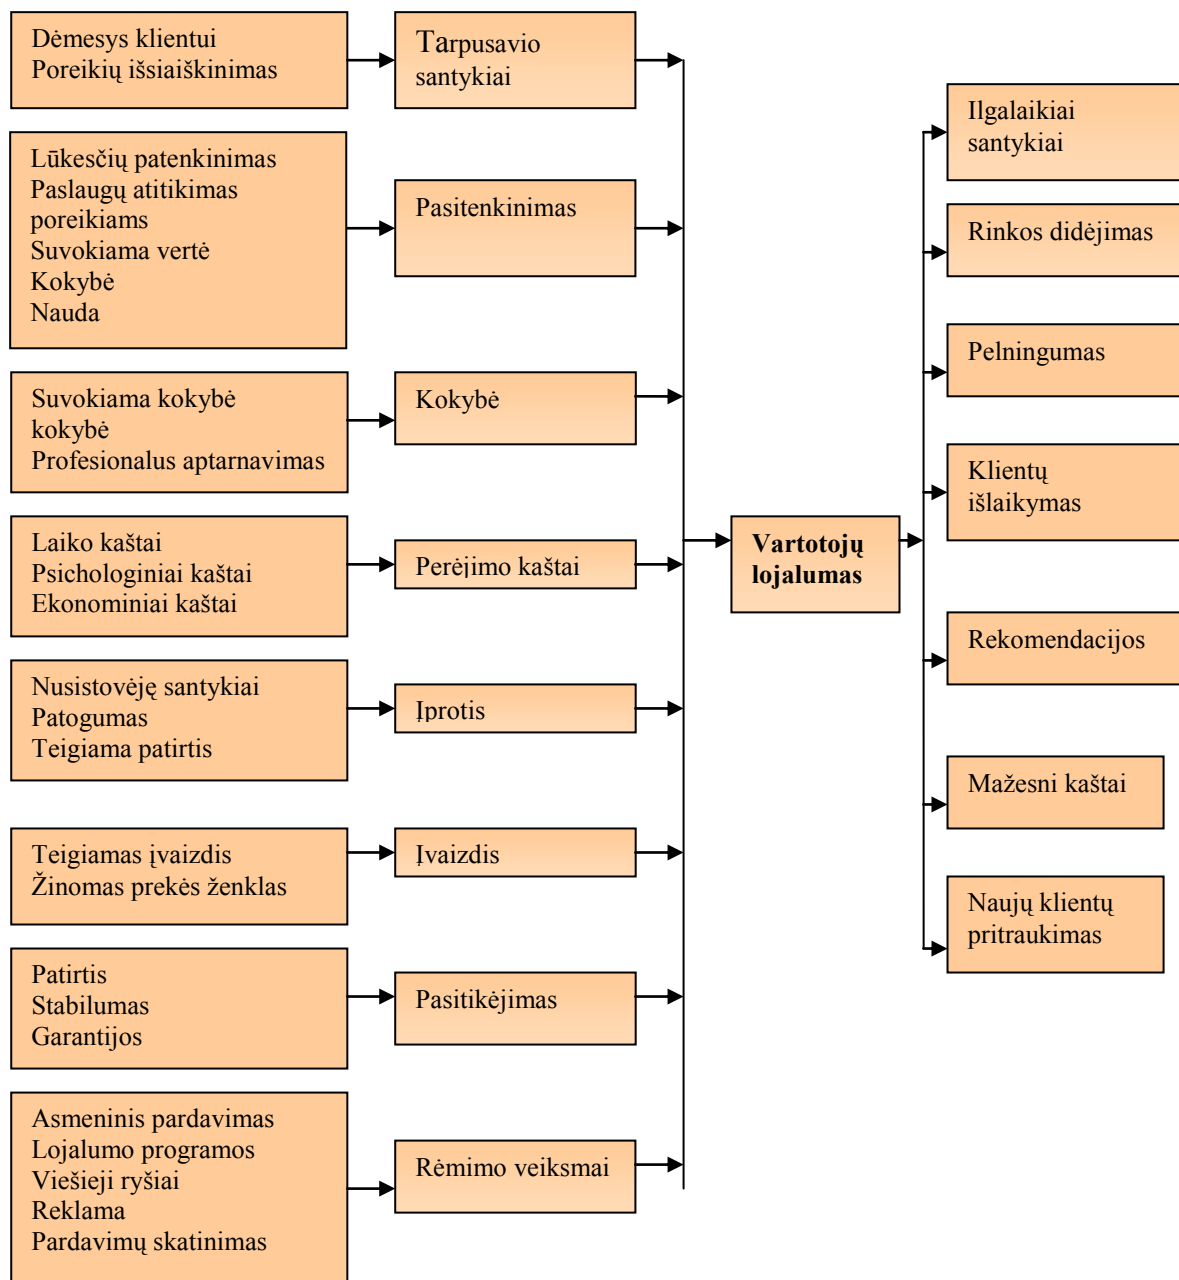 Dėmesys klientui
Poreikių išsiaiškinimas
Tarpusavio
santykiai
Lūkesčių patenkinimas
Paslaugų atitikimas
poreikiams
Suvokiama vertė
Kokybė
Nauda
Pasitenkinimas
Suvokiama kokybė
kokybė
Profesionalus aptarnavimas
Kokybė
Laiko kaštai
Psichologiniai kaštai
Ekonominiai kaštai
Perėjimo kaštai
Nusistovėję santykiai
Patogumas
Teigiama patirtis
Įprotis
Teigiamas įvaizdis
Žinomas prekės ženklas
Įvaizdis
Patirtis
Stabilumas
Garantijos
Pasitikėjimas
Asmeninis pardavimas
Lojalumo programos
Viešieji ryšiai
Reklama
Pardavimų skatinimas
Rėmimo veiksmai
Vartotojų
lojalumas
Ilgalaikiai
santykiai
Rinkos didėjimas
Pelningumas
Klientų
išlaikymas
Rekomendacijos
Mažesni kaštai
Naujų klientų
pritraukimas